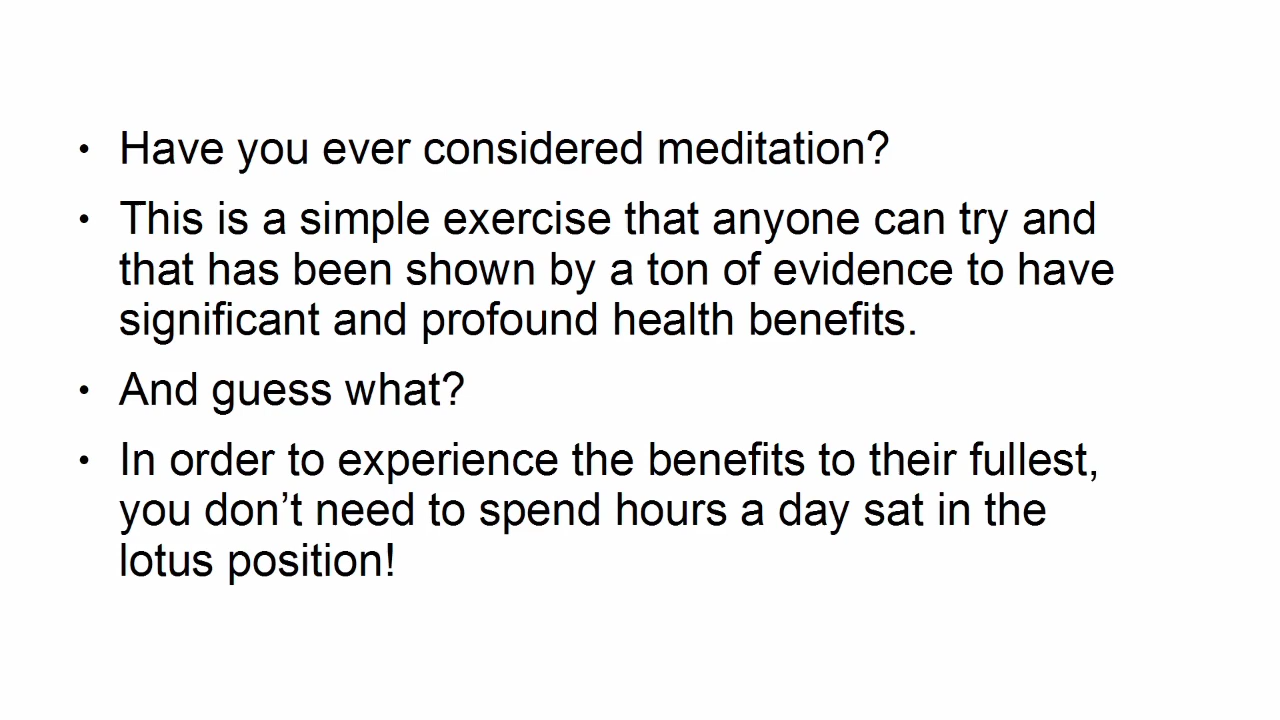 • Have you ever considered meditation?
• This is a simple exercise that anyone can try and
that has been shown by a ton of evidence to have
significant and profound health benefits.
• And guess what?
• In order to experience the benefits to their fullest,
you don’t need to spend hours a day sat in the
lotus position!